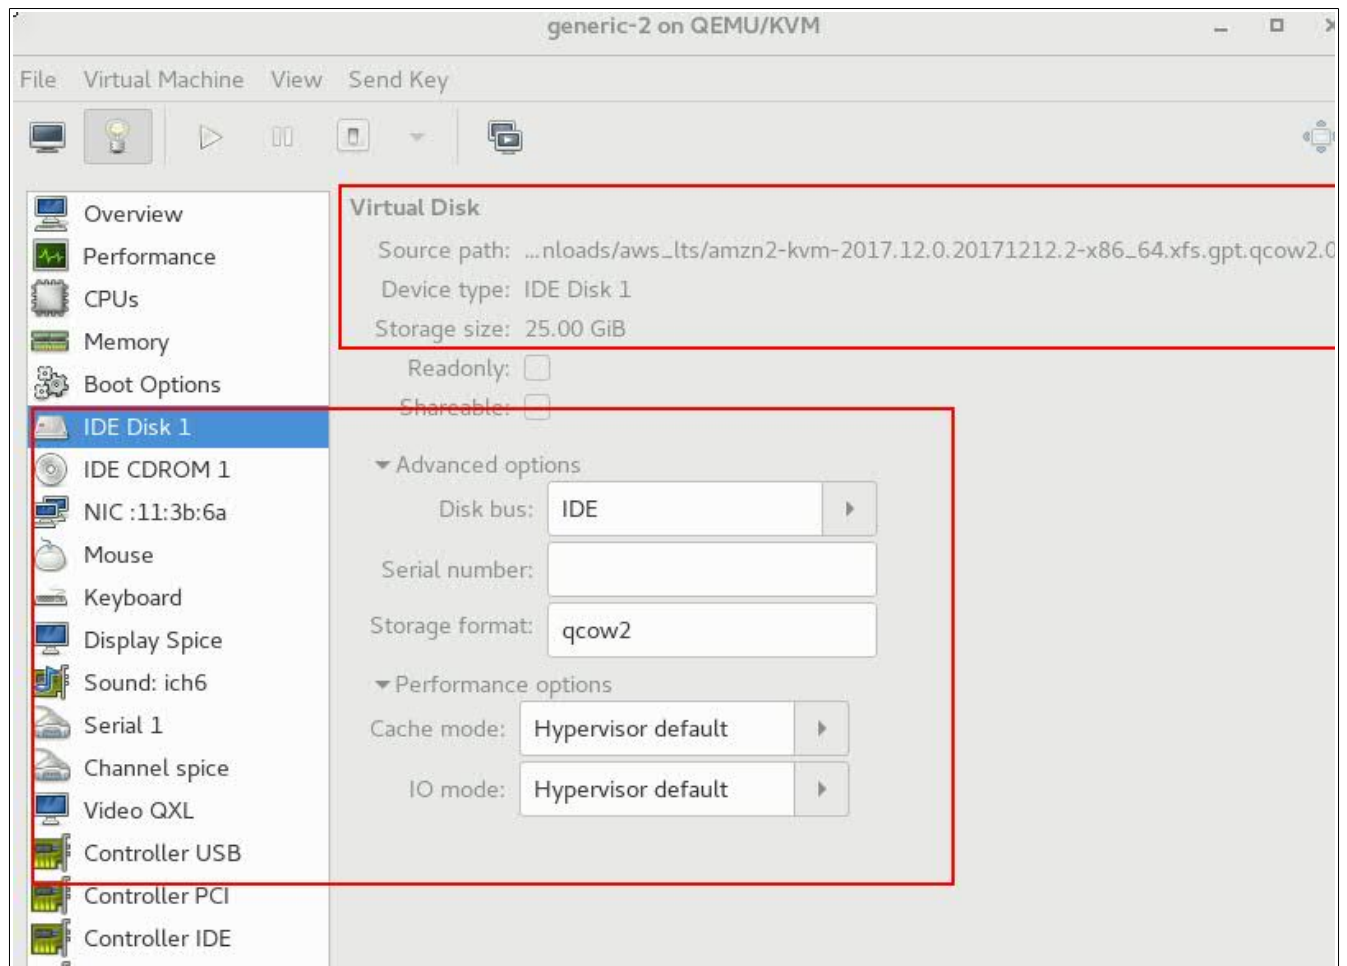 generic-2 on QEMU/KVM
File Virtual Machine View Send Key
Overview
Performance
CPUs
Memory
Boot Options
IDE Disk 1
IDE CDROM 1
NIC :11:3b:6a
Mouse
Keyboard
Display Spice
Sound: ich6
Serial 1
Channel spice
Video QXL
Controller USB
Controller PCI
Controller IDE
Virtual Disk
Source path: ...nloads/aws_lts/amzn2-kvm-2017.12.0.20171212.2-x86_64.xfs.gpt.qcow2.0
Device type: IDE Disk 1
Storage size: 25.00 GiB
Readonly:
Shareable:
Advanced options
Disk bus: IDE
Serial number:
Storage format: qcow2
Performance options
Cache mode: Hypervisor default
IO mode: Hypervisor default